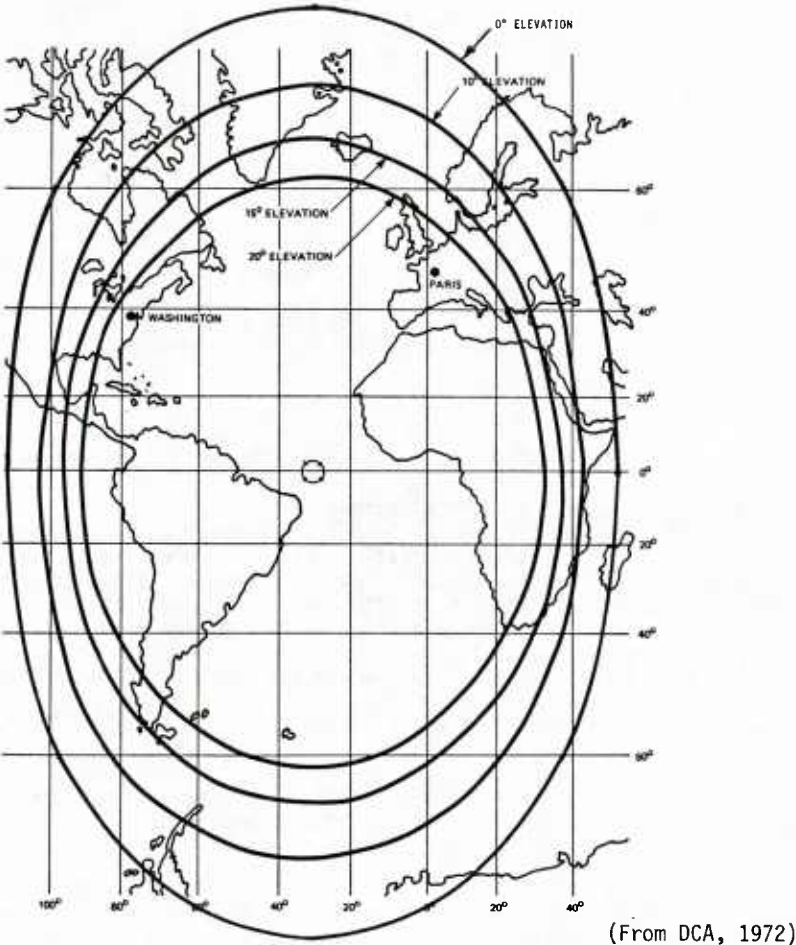 0° ELEVATION
10° ELEVATION
15° ELEVATION
20° ELEVATION
60°
PARIS
40°
WASHINGTON
20°
0°
20°
40°
60°
100° 80° 60° 40° 20° 0° 20° 40°
(From DCA, 1972)